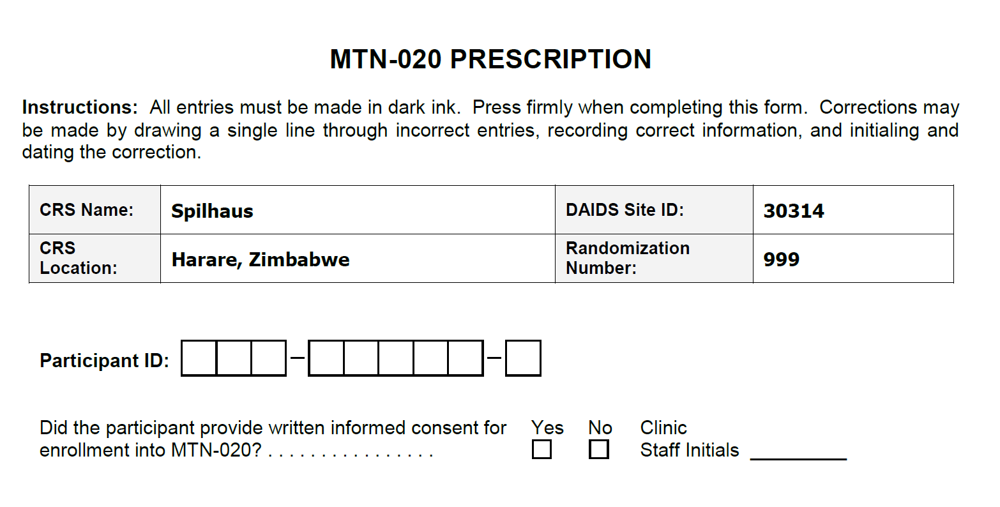 MTN-020 PRESCRIPTION
Instructions: All entries must be made in dark ink. Press firmly when completing this form. Corrections may
be made by drawing a single line through incorrect entries, recording correct information, and initialing and
dating the correction.
CRS Name: Spilhaus DAIDS Site ID: 30314
CRS Location: Harare, Zimbabwe Randomization Number: 999
Participant ID: – –
Did the participant provide written informed consent for Yes No Clinic
enrollment into MTN-020? . . . . . . . . . . . . . . . . Staff Initials _________